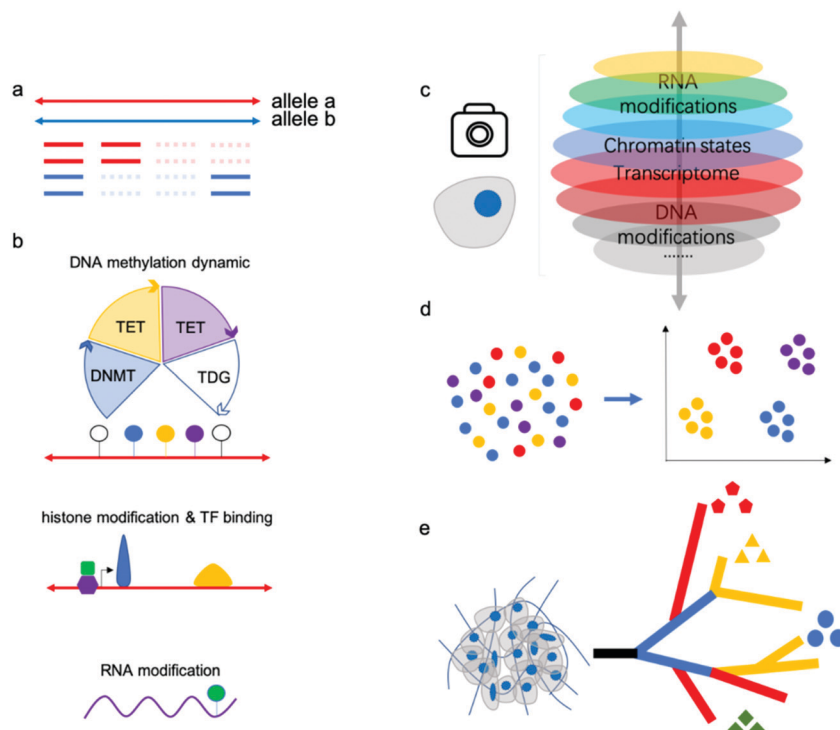 a
allele a
allele b
b
DNA methylation dynamic
TET
TET
DNMT
TDG
histone modification & TF binding
RNA modification
c
RNA
modifications
Chromatin states
Transcriptome
DNA
modifications
.......
d
e